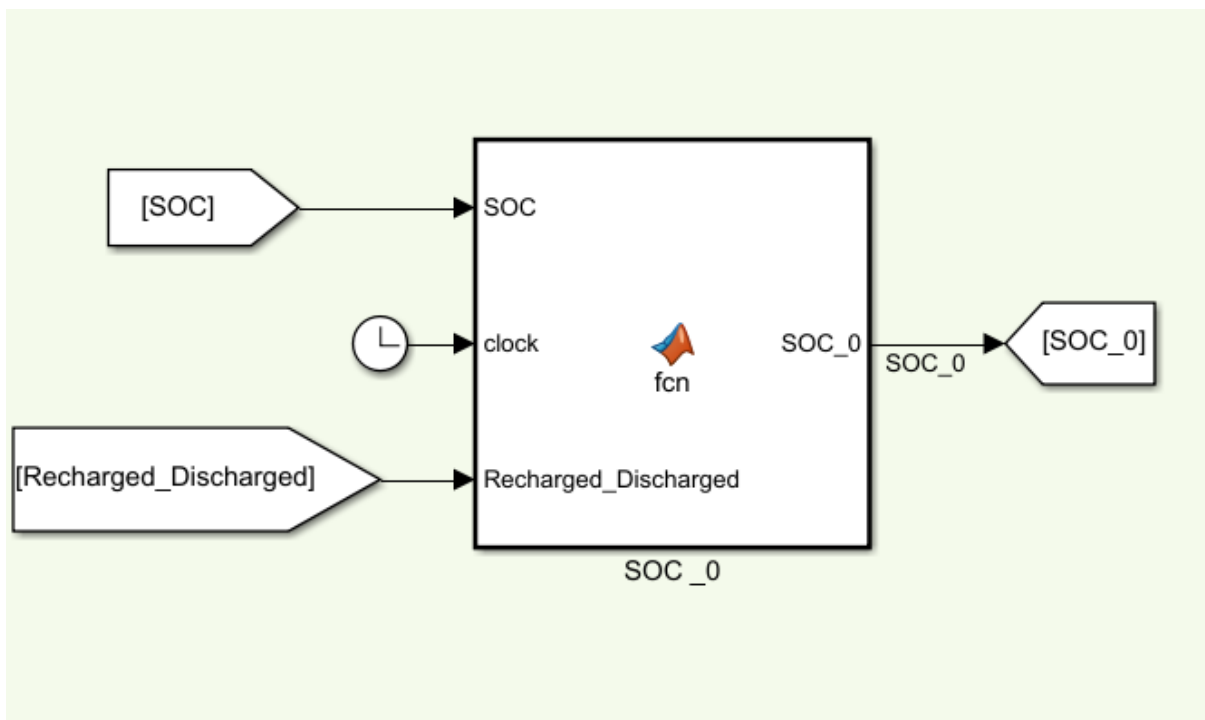 [SOC]
SOC
clock
fcn
SOC_0
SOC_0
[SOC_0]
[Recharged_Discharged]
Recharged_Discharged
SOC _0